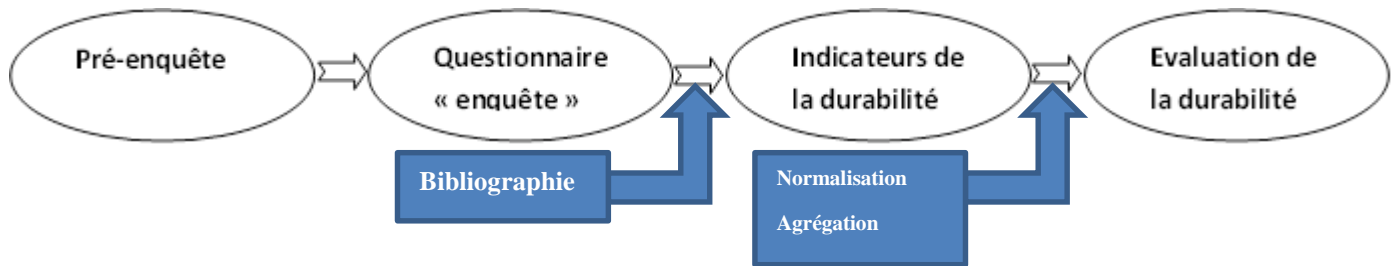 Pré-enquête
Questionnaire
« enquête »
Indicateurs de
la durabilité
Evaluation de
la durabilité
Bibliographie
Normalisation
Agrégation